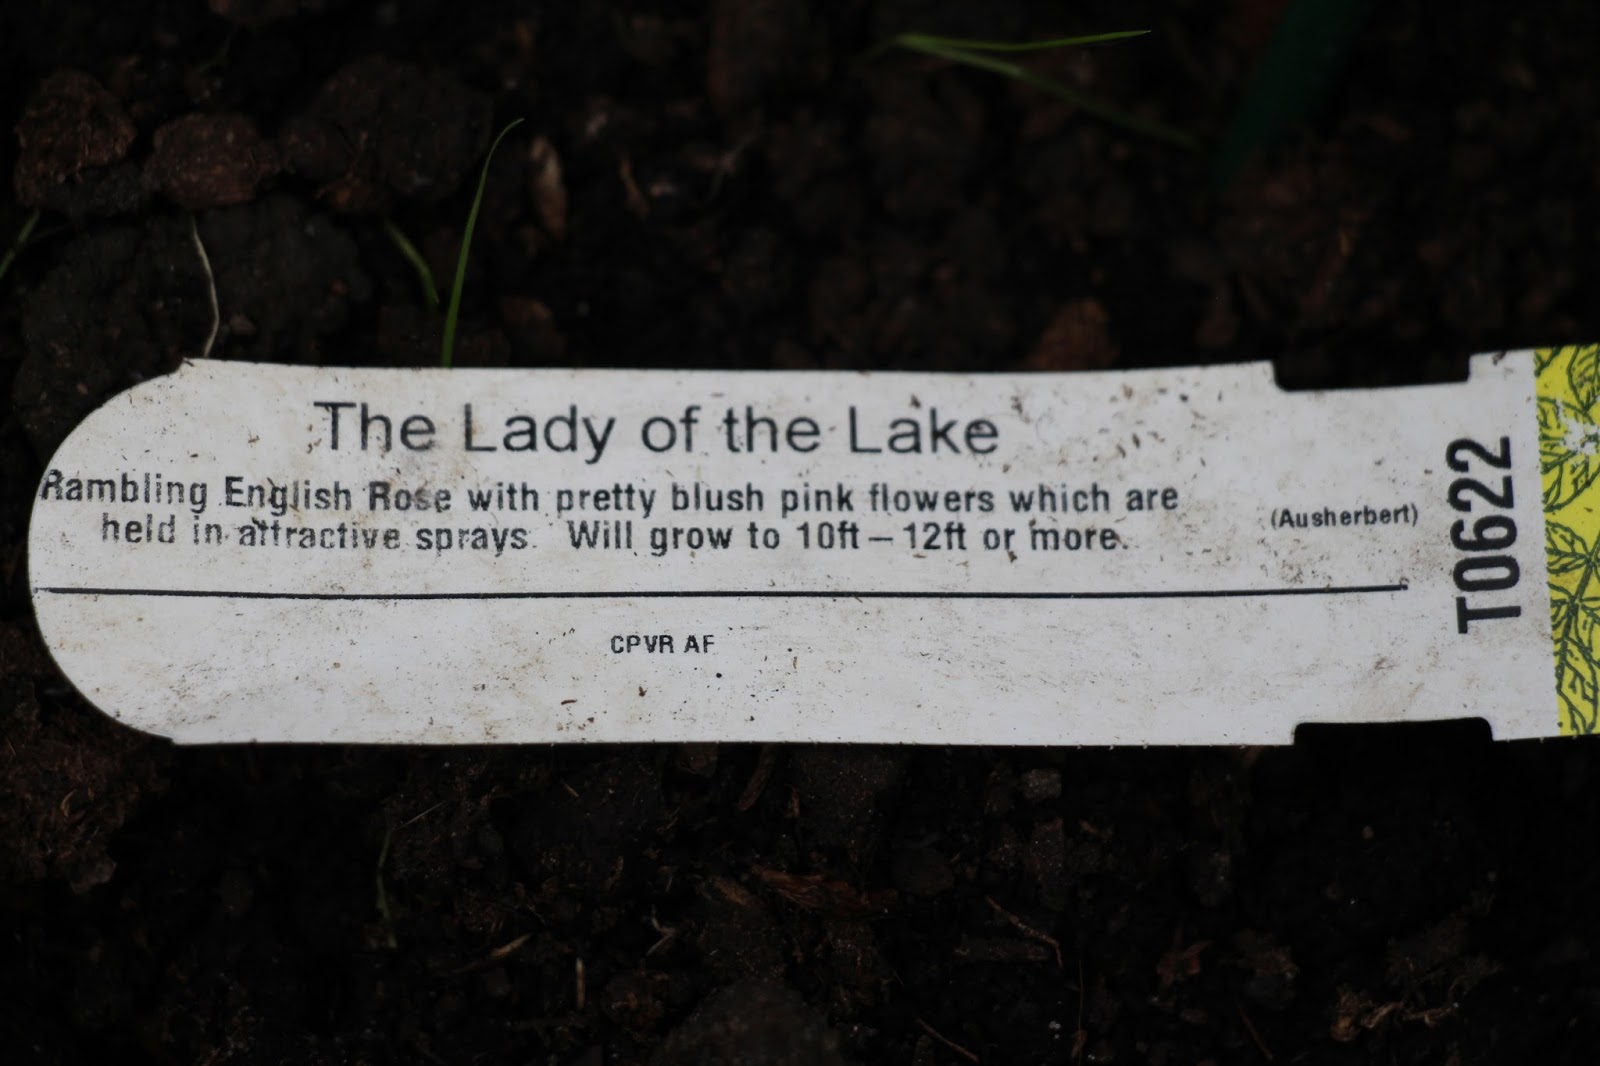 The Lady of the Lake
Rambling English Rose with pretty blush pink flowers which are
held in attractive sprays. Will grow to 10ft – 12ft or more.
(Ausherbert)
T0622
CPVR AF